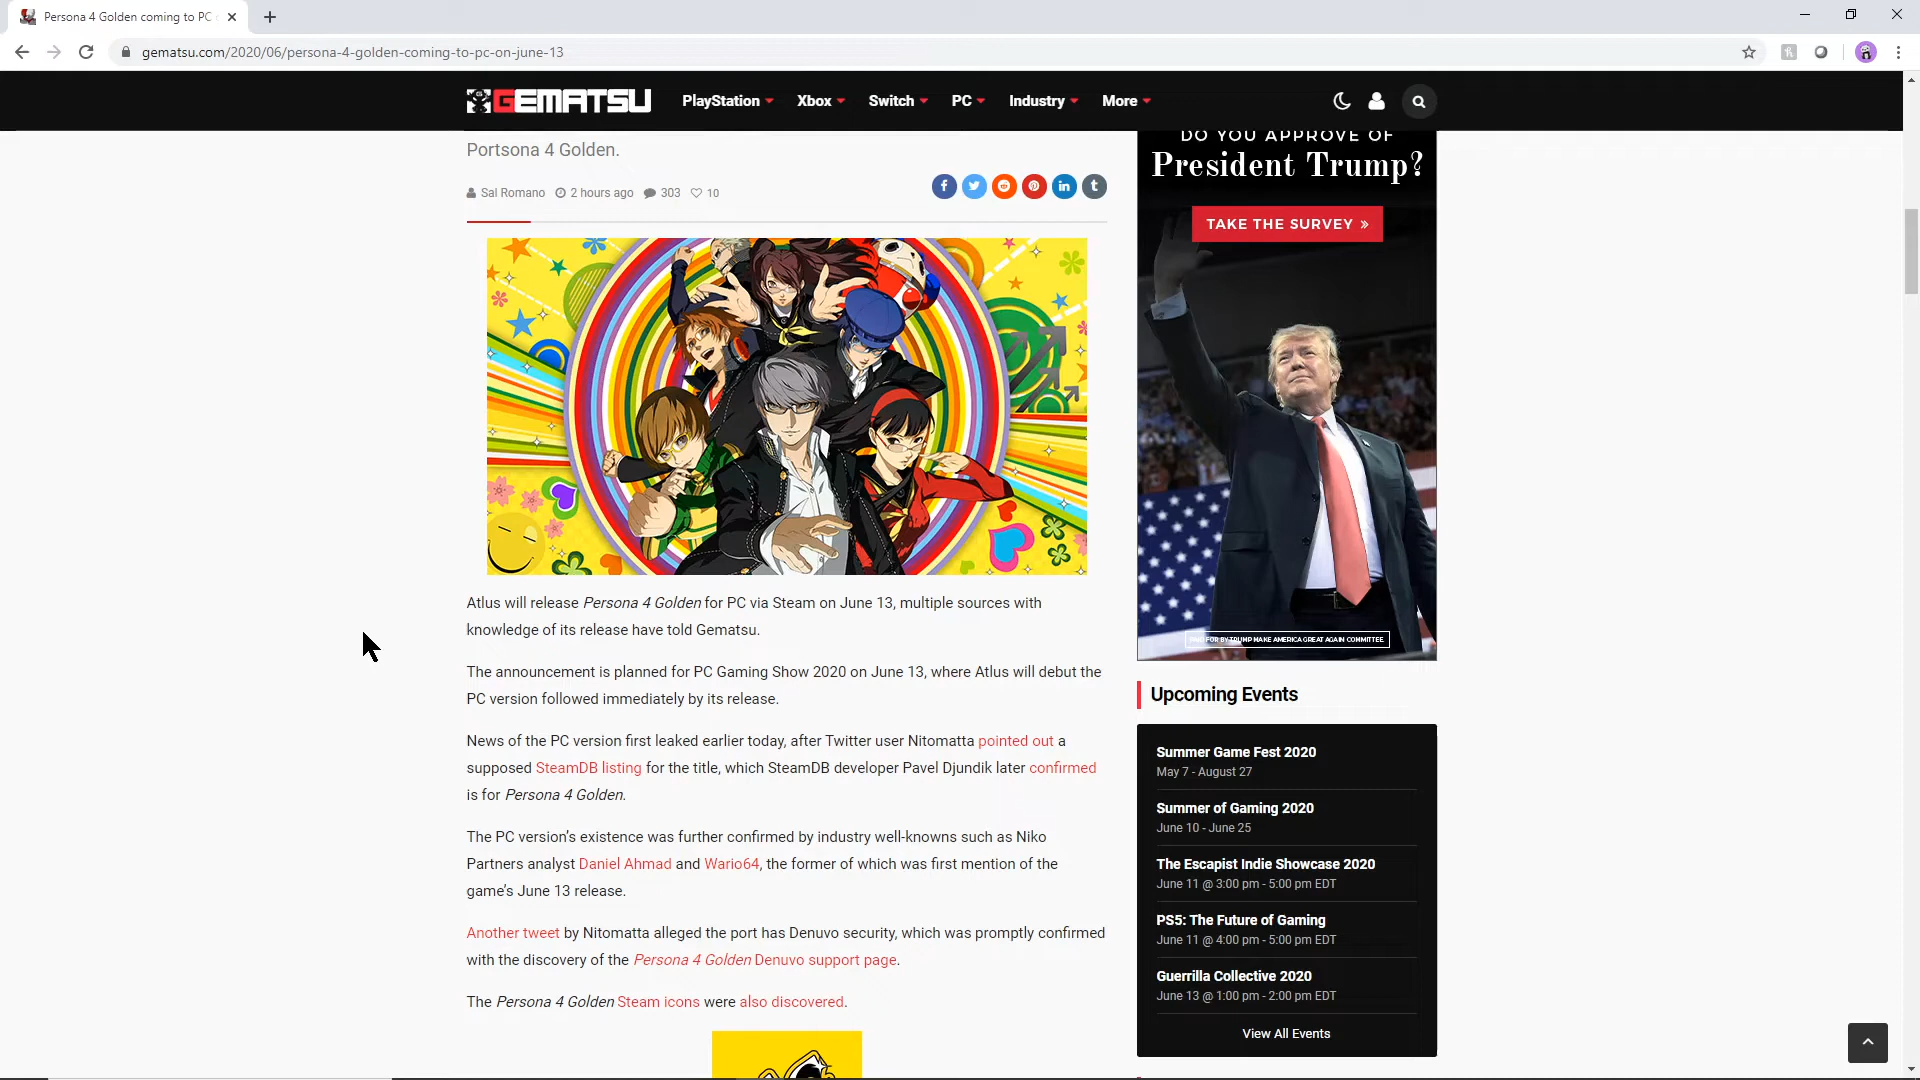 Persona 4 Golden coming to PC
gematsu.com/2020/06/persona-4-golden-coming-to-pc-on-june-13
GEMATSU
PlayStation
Xbox
Switch
PC
Industry
More
Portsona 4 Golden.
Sal Romano 2 hours ago 303 10
Atlus will release Persona 4 Golden for PC via Steam on June 13, multiple sources with
knowledge of its release have told Gematsu.
The announcement is planned for PC Gaming Show 2020 on June 13, where Atlus will debut the
PC version followed immediately by its release.
News of the PC version first leaked earlier today, after Twitter user Nitomatta pointed out a
supposed SteamDB listing for the title, which SteamDB developer Pavel Djundik later confirmed
is for Persona 4 Golden.
The PC version’s existence was further confirmed by industry well-knowns such as Niko
Partners analyst Daniel Ahmad and Wario64, the former of which was first mention of the
game’s June 13 release.
Another tweet by Nitomatta alleged the port has Denuvo security, which was promptly confirmed
with the discovery of the Persona 4 Golden Denuvo support page.
The Persona 4 Golden Steam icons were also discovered.
DO YOU APPROVE OF
President Trump?
TAKE THE SURVEY »
PAID FOR BY TRUMP MAKE AMERICA GREAT AGAIN COMMITTEE.
Upcoming Events
Summer Game Fest 2020
May 7 - August 27
Summer of Gaming 2020
June 10 - June 25
The Escapist Indie Showcase 2020
June 11 @ 3:00 pm - 5:00 pm EDT
PS5: The Future of Gaming
June 11 @ 4:00 pm - 5:00 pm EDT
Guerrilla Collective 2020
June 13 @ 1:00 pm - 2:00 pm EDT
View All Events